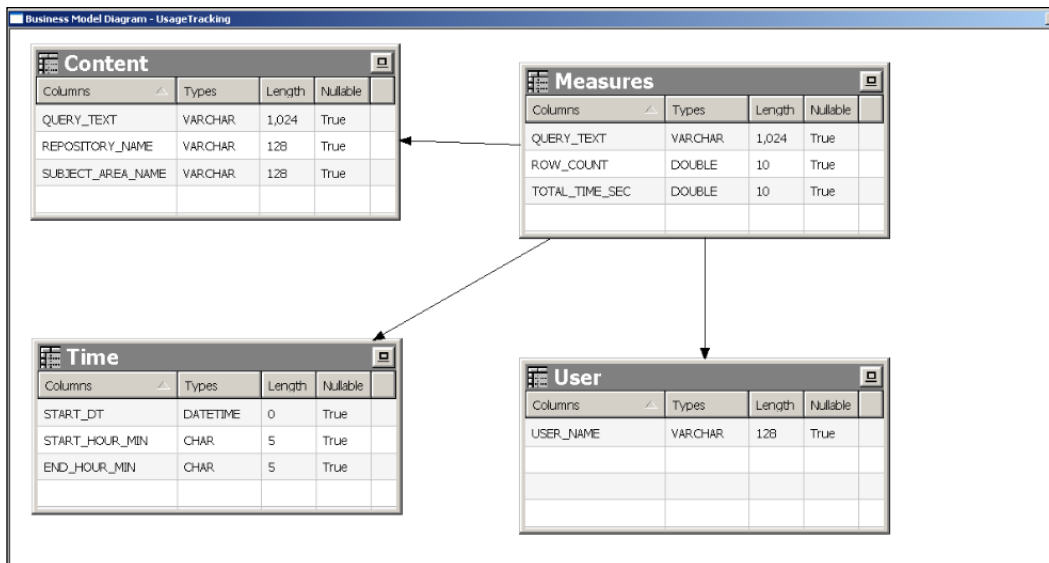 Business Model Diagram - UsageTracking
Content
Columns Types Length Nullable
QUERY_TEXT VARCHAR 1,024 True
REPOSITORY_NAME VARCHAR 128 True
SUBJECT_AREA_NAME VARCHAR 128 True
Measures
Columns Types Length Nullable
QUERY_TEXT VARCHAR 1,024 True
ROW_COUNT DOUBLE 10 True
TOTAL_TIME_SEC DOUBLE 10 True
Time
Columns Types Length Nullable
START_DT DATETIME 0 True
START_HOUR_MIN CHAR 5 True
END_HOUR_MIN CHAR 5 True
User
Columns Types Length Nullable
USER_NAME VARCHAR 128 True